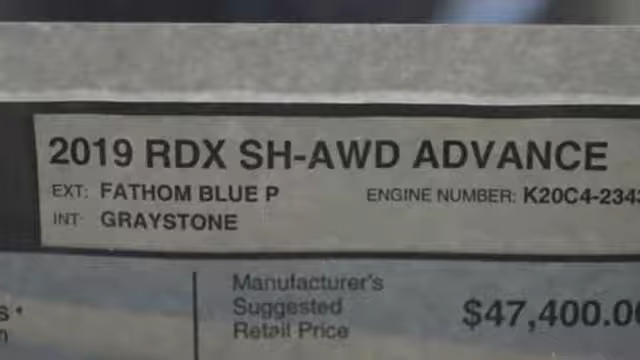 2019 RDX SH-AWD ADVANCE
EXT: FATHOM BLUE P ENGINE NUMBER: K20C4-234
INT: GRAYSTONE
Manufacturer's
Suggested
Retail Price
$47,400.0